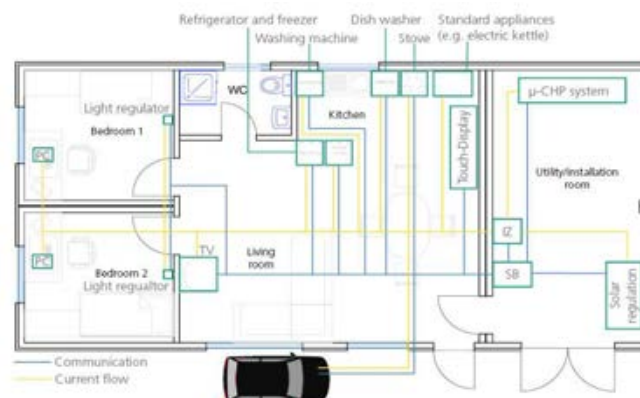 Refrigerator and freezer
Washing machine
Dish washer
Stove
Standard appliances
(e.g. electric kettle)
WC
Kitchen
Light regulator
Bedroom 1
PC
µ-CHP system
Touch-Display
Utility/installation
room
IZ
SB
Solar
regulation
TV
Living
room
PC
Bedroom 2
Light regualtor
Communication
Current flow